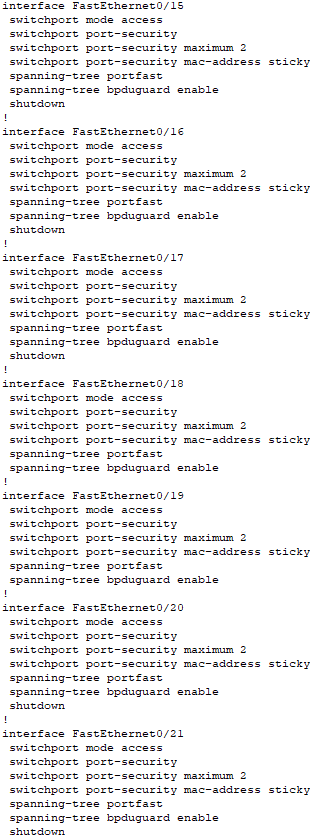 interface FastEthernet0/15
 switchport mode access
 switchport port-security
 switchport port-security maximum 2
 switchport port-security mac-address sticky
 spanning-tree portfast
 spanning-tree bpduguard enable
 shutdown
!
interface FastEthernet0/16
 switchport mode access
 switchport port-security
 switchport port-security maximum 2
 switchport port-security mac-address sticky
 spanning-tree portfast
 spanning-tree bpduguard enable
 shutdown
!
interface FastEthernet0/17
 switchport mode access
 switchport port-security
 switchport port-security maximum 2
 switchport port-security mac-address sticky
 spanning-tree portfast
 spanning-tree bpduguard enable
 shutdown
!
interface FastEthernet0/18
 switchport mode access
 switchport port-security
 switchport port-security maximum 2
 switchport port-security mac-address sticky
 spanning-tree portfast
 spanning-tree bpduguard enable
!
interface FastEthernet0/19
 switchport mode access
 switchport port-security
 switchport port-security maximum 2
 switchport port-security mac-address sticky
 spanning-tree portfast
 spanning-tree bpduguard enable
!
interface FastEthernet0/20
 switchport mode access
 switchport port-security
 switchport port-security maximum 2
 switchport port-security mac-address sticky
 spanning-tree portfast
 spanning-tree bpduguard enable
 shutdown
!
interface FastEthernet0/21
 switchport mode access
 switchport port-security
 switchport port-security maximum 2
 switchport port-security mac-address sticky
 spanning-tree portfast
 spanning-tree bpduguard enable
 shutdown